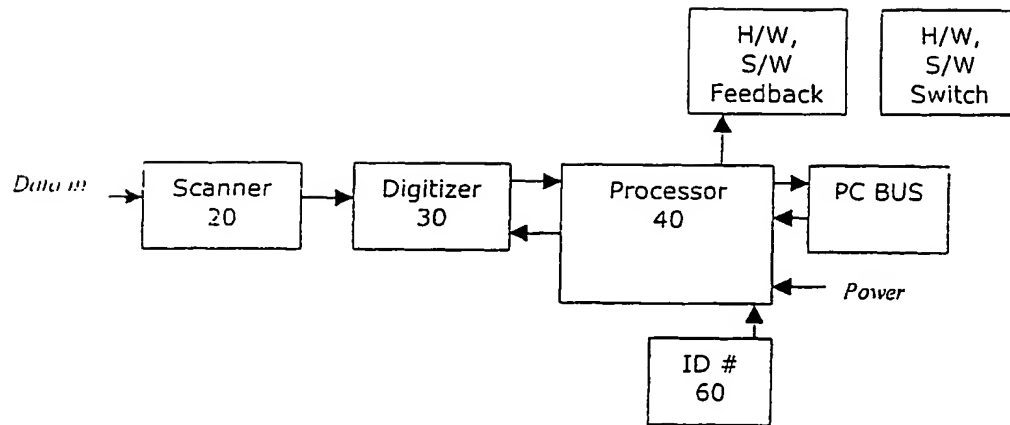 H/W,
S/W
Feedback
H/W,
S/W
Switch
Data in
Scanner
20
Digitizer
30
Processor
40
PC BUS
Power
ID #
60